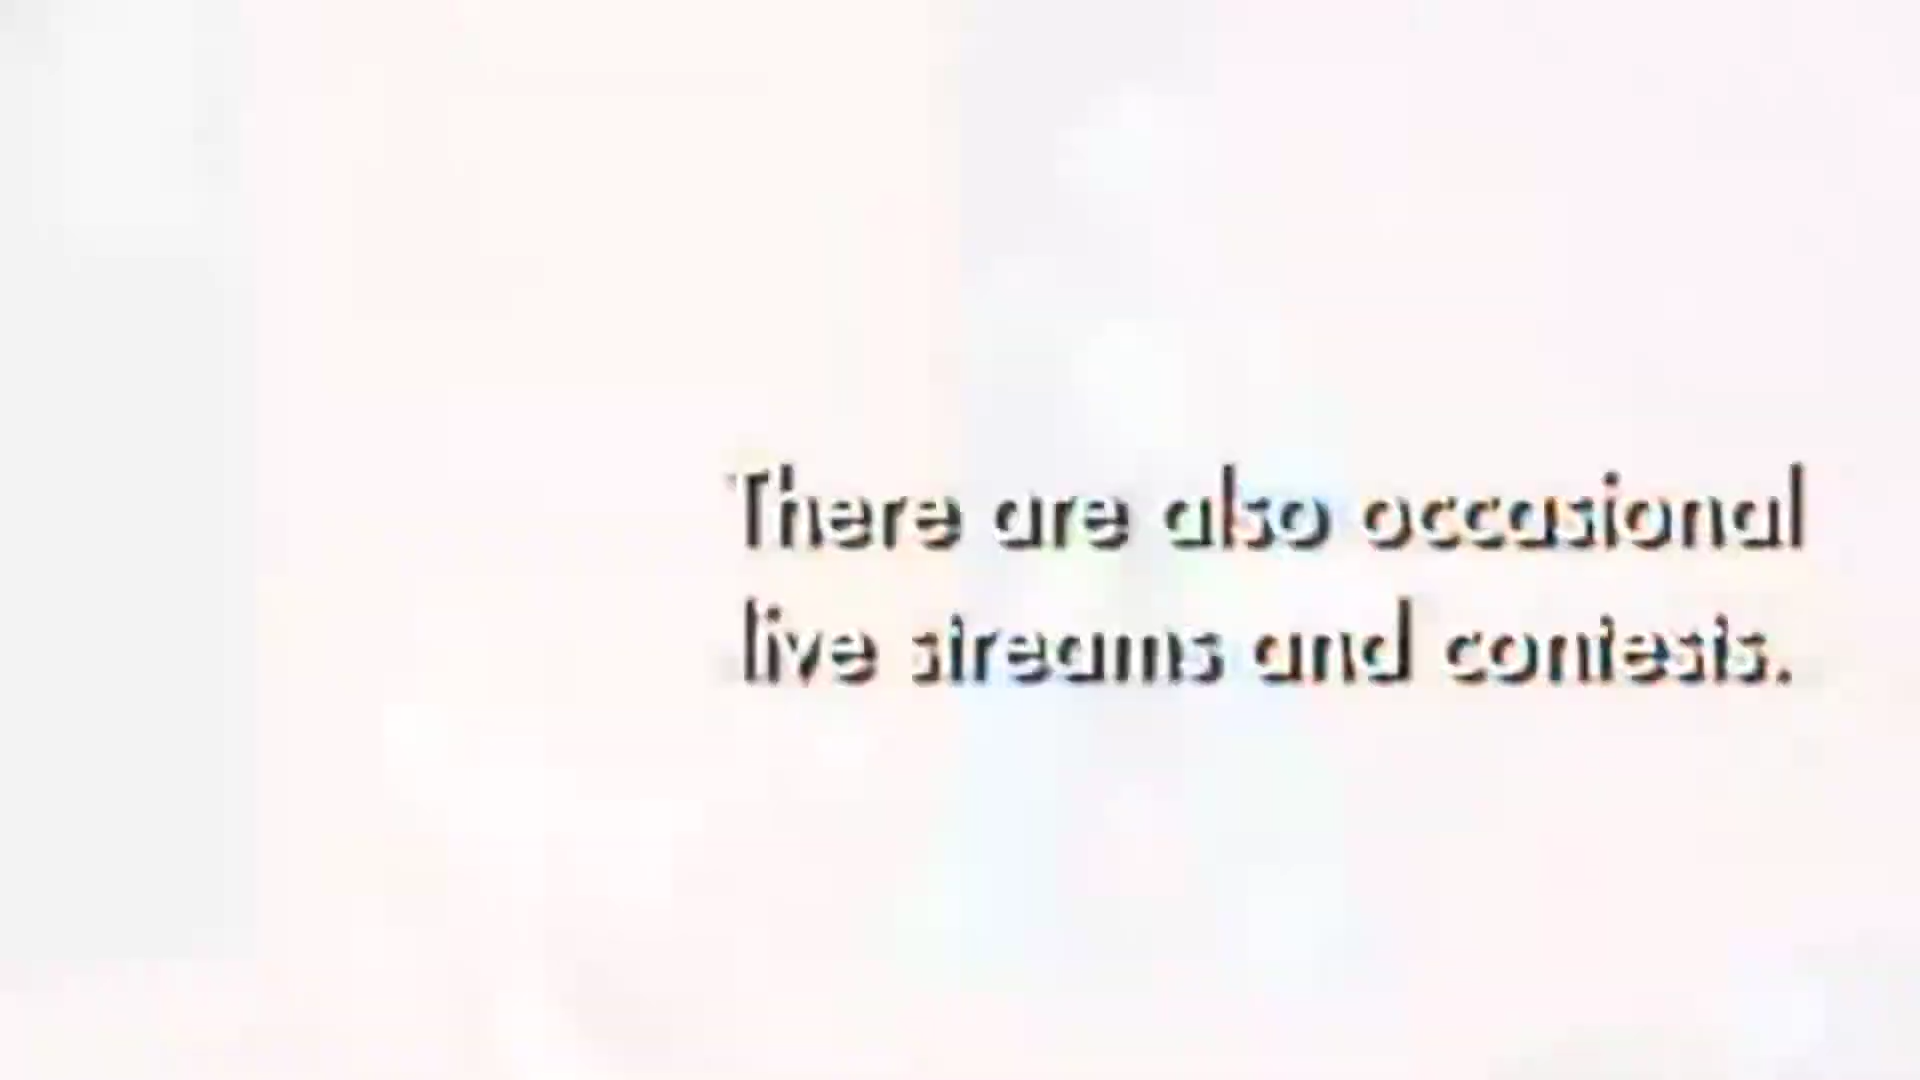 There are also occasional
live streams and contests.